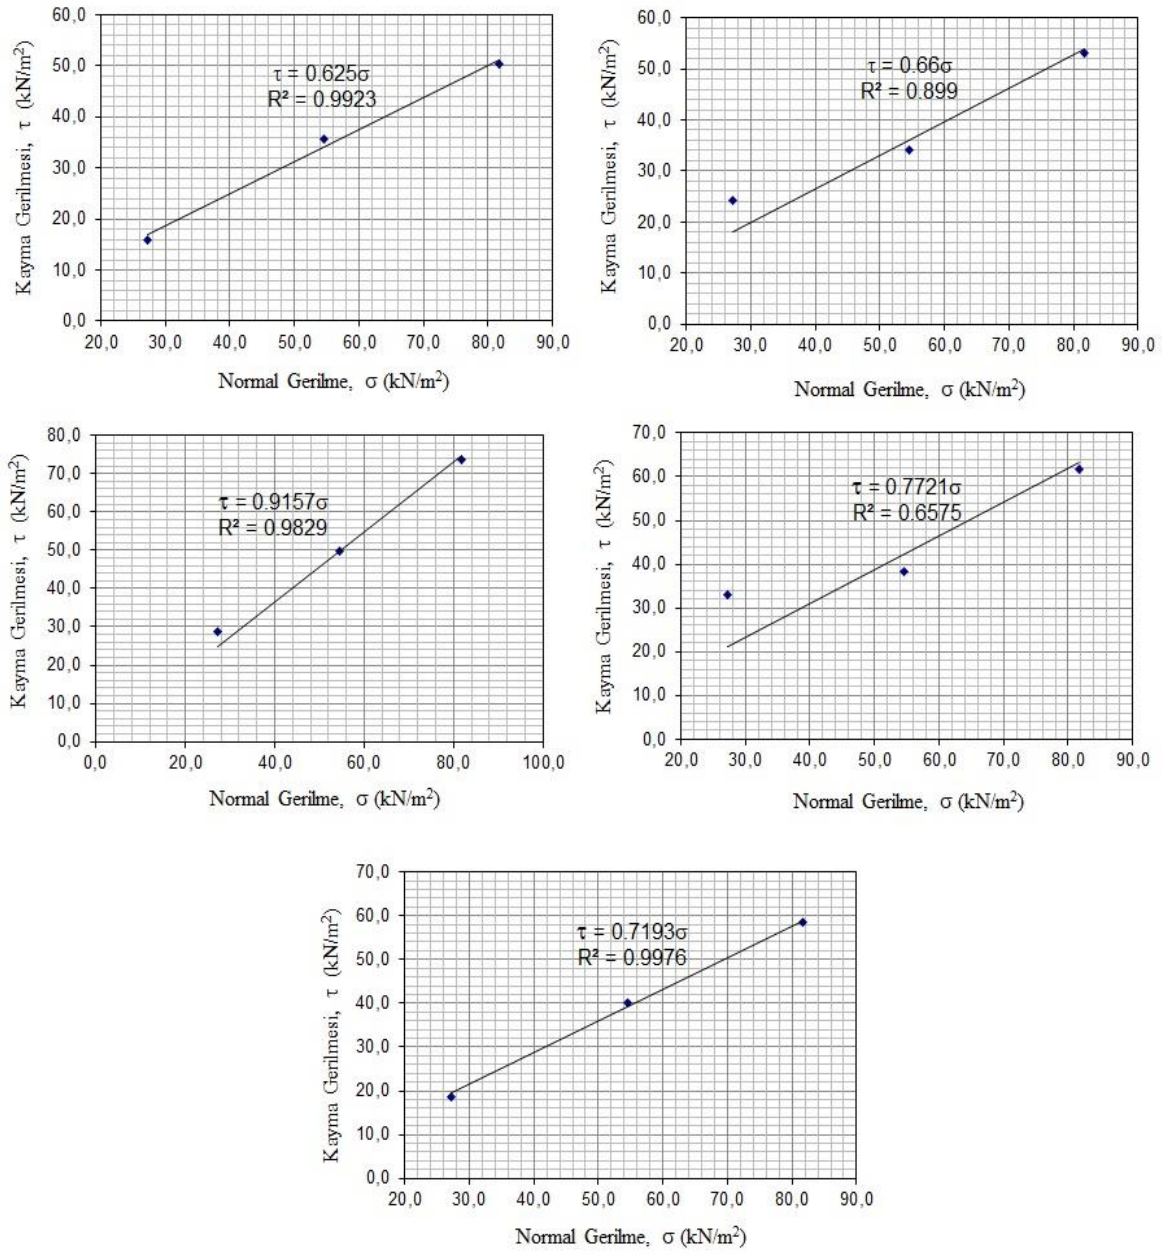 60,0
50,0
40,0
30,0
20,0
10,0
0,0
Kayma Gerilmesi, τ (kN/m²)
τ = 0.625σ
R² = 0.9923
20,0 30,0 40,0 50,0 60,0 70,0 80,0 90,0
Normal Gerilme, σ (kN/m²)
60,0
50,0
40,0
30,0
20,0
10,0
0,0
Kayma Gerilmesi, τ (kN/m²)
τ = 0.66σ
R² = 0.899
20,0 30,0 40,0 50,0 60,0 70,0 80,0 90,0
Normal Gerilme, σ (kN/m²)
80,0
70,0
60,0
50,0
40,0
30,0
20,0
10,0
0,0
Kayma Gerilmesi, τ (kN/m²)
τ = 0.9157σ
R² = 0.9829
0,0 20,0 40,0 60,0 80,0 100,0
Normal Gerilme, σ (kN/m²)
70,0
60,0
50,0
40,0
30,0
20,0
10,0
0,0
Kayma Gerilmesi, τ (kN/m²)
τ = 0.7721σ
R² = 0.6575
20,0 30,0 40,0 50,0 60,0 70,0 80,0 90,0
Normal Gerilme, σ (kN/m²)
70,0
60,0
50,0
40,0
30,0
20,0
10,0
0,0
Kayma Gerilmesi, τ (kN/m²)
τ = 0.7193σ
R² = 0.9976
20,0 30,0 40,0 50,0 60,0 70,0 80,0 90,0
Normal Gerilme, σ (kN/m²)